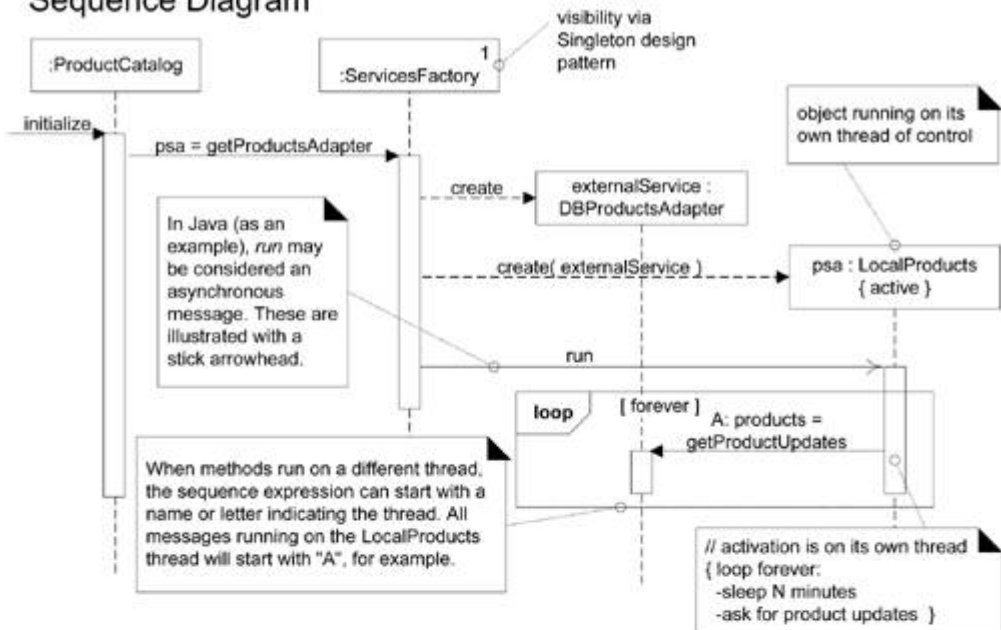 Sequence Diagram
visibility via
Singleton design
pattern
:ProductCatalog
1
:ServicesFactory
object running on its
own thread of control
initialize
psa = getProductsAdapter
create
externalService :
DBProductsAdapter
In Java (as an
example), run may
be considered an
asynchronous
message. These are
illustrated with a
stick arrowhead.
create( externalService )
psa : LocalProducts
{ active }
run
loop
[ forever ]
A: products =
getProductUpdates
When methods run on a different thread,
the sequence expression can start with a
name or letter indicating the thread. All
messages running on the LocalProducts
thread will start with "A", for example.
// activation is on its own thread
{ loop forever:
-sleep N minutes
-ask for product updates }